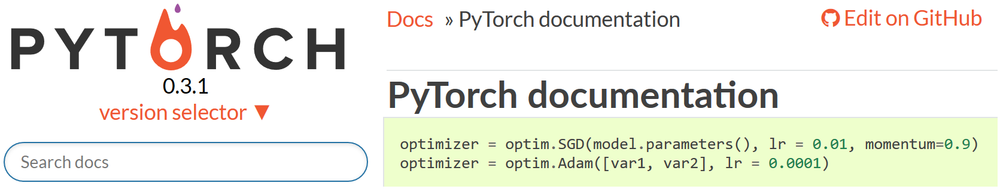 PYTORCH
0.3.1
version selector ▼
Search docs
Docs » PyTorch documentation
Edit on GitHub
PyTorch documentation
optimizer = optim.SGD(model.parameters(), lr = 0.01, momentum=0.9)
optimizer = optim.Adam([var1, var2], lr = 0.0001)